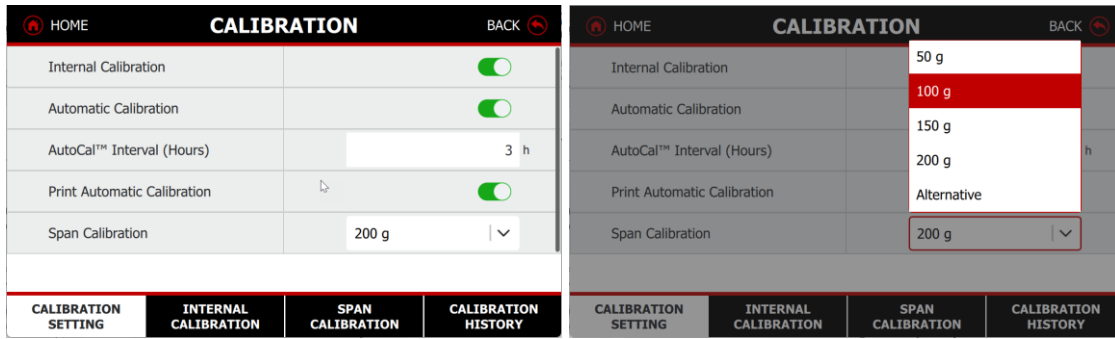 HOME CALIBRATION BACK
Internal Calibration
Automatic Calibration
AutoCal™ Interval (Hours) 3 h
Print Automatic Calibration
Span Calibration 200 g
CALIBRATION SETTING
INTERNAL CALIBRATION
SPAN CALIBRATION
CALIBRATION HISTORY
HOME CALIBRATION BACK
Internal Calibration
Automatic Calibration
AutoCal™ Interval (Hours) h
Print Automatic Calibration
Span Calibration 200 g
50 g
100 g
150 g
200 g
Alternative
CALIBRATION SETTING
INTERNAL CALIBRATION
SPAN CALIBRATION
CALIBRATION HISTORY